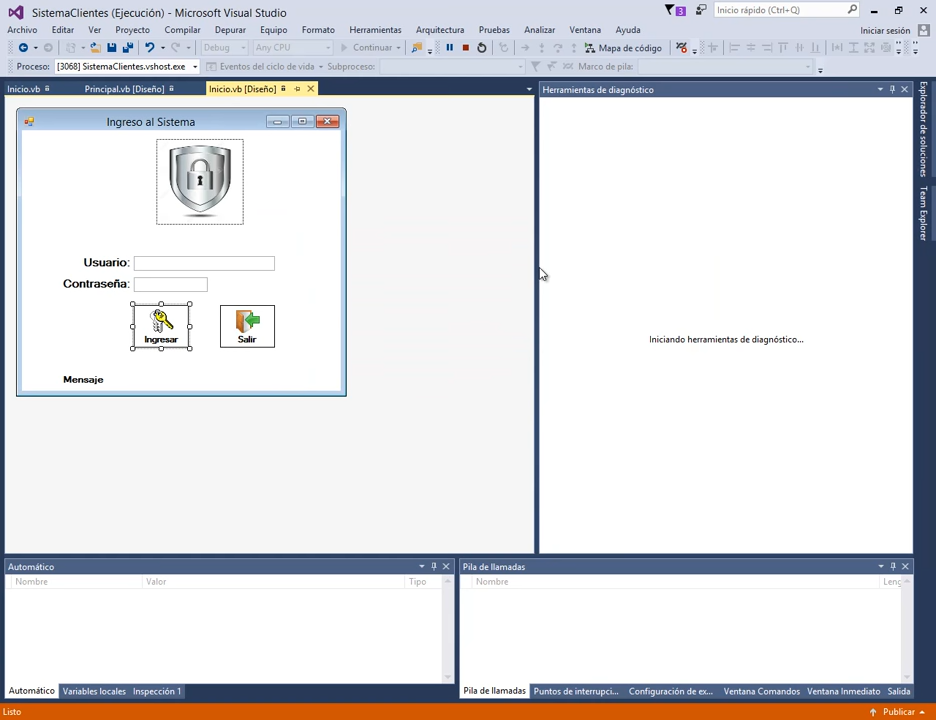 SistemaClientes (Ejecución) - Microsoft Visual Studio
3
Inicio rápido (Ctrl+Q)
Archivo Editar Ver Proyecto Compilar Depurar Equipo Formato Herramientas Arquitectura Pruebas Analizar Ventana Ayuda Iniciar sesión
Debug Any CPU Continuar Mapa de código
Proceso: [3068] SistemaClientes.vshost.exe Eventos del ciclo de vida Subproceso: Marco de pila:
Inicio.vb Principal.vb [Diseño] Inicio.vb [Diseño] Herramientas de diagnóstico
Explorador de soluciones
Team Explorer
Ingreso al Sistema
Usuario:
Contraseña:
Ingresar Salir
Mensaje
Iniciando herramientas de diagnóstico...
Automático Pila de llamadas
Nombre Valor Tipo Nombre Leng
Automático Variables locales Inspección 1 Pila de llamadas Puntos de interrupci... Configuración de ex... Ventana Comandos Ventana Inmediato Salida
Listo Publicar